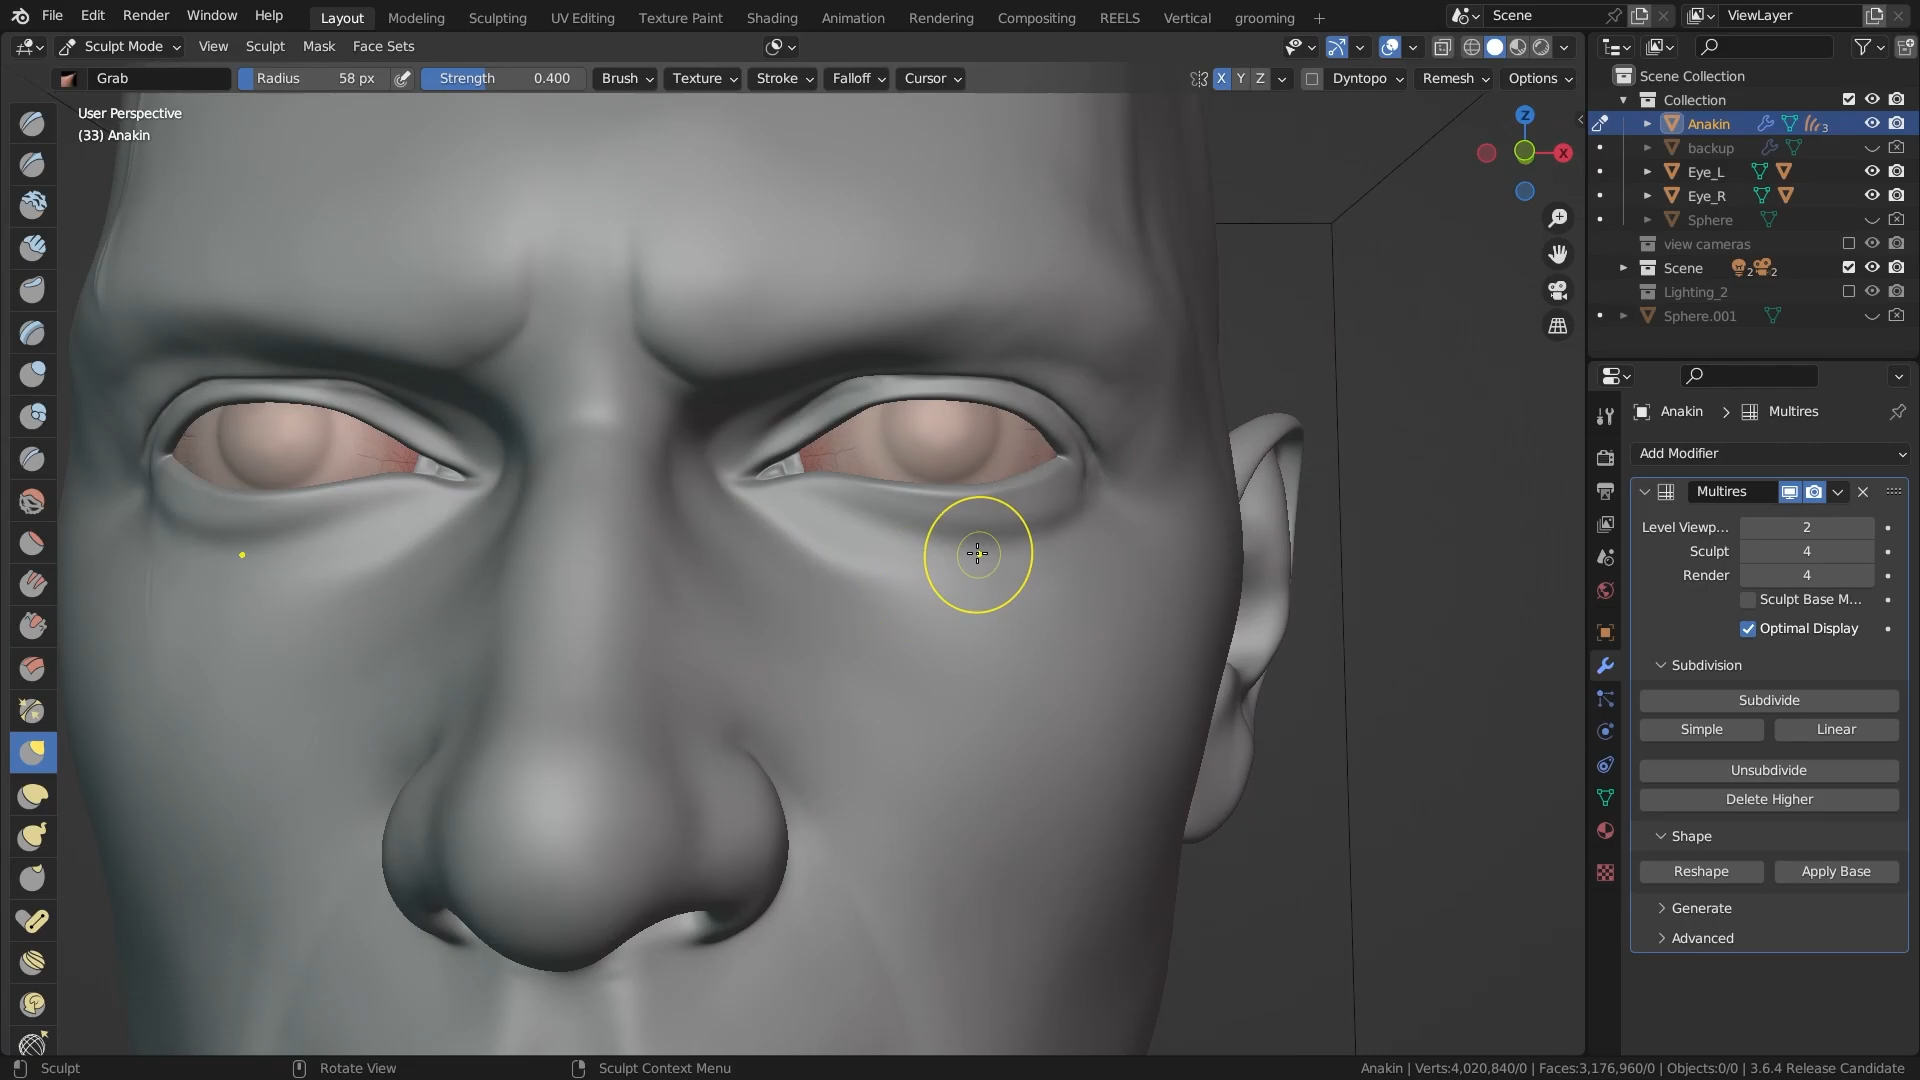 File Edit Render Window Help Layout Modeling Sculpting UV Editing Texture Paint Shading Animation Rendering Compositing REELS Vertical grooming + Scene ViewLayer
Sculpt Mode View Sculpt Mask Face Sets
Grab Radius 58 px Strength 0.400 Brush Texture Stroke Falloff Cursor X Y Z Dyntopo Remesh Options
User Perspective
(33) Anakin
Z
X
Scene Collection
Collection
Anakin 3
backup
Eye_L
Eye_R
Sphere
view cameras
Scene 2 2
Lighting_2
Sphere.001
Anakin > Multires
Add Modifier
Multires
Level Viewp... 2
Sculpt 4
Render 4
Sculpt Base M...
Optimal Display
Subdivision
Subdivide
Simple Linear
Unsubdivide
Delete Higher
Shape
Reshape Apply Base
Generate
Advanced
Sculpt Rotate View Sculpt Context Menu Anakin | Verts:4,020,840/0 | Faces:3,176,960/0 | Objects:0/0 | 3.6.4 Release Candidate